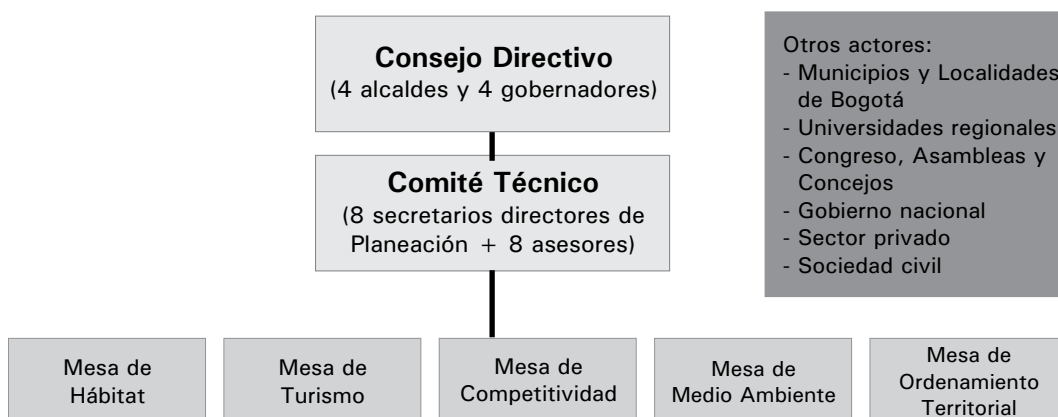 Consejo Directivo
(4 alcaldes y 4 gobernadores)
Comité Técnico
(8 secretarios directores de
Planeación + 8 asesores)
Otros actores:
- Municipios y Localidades
de Bogotá
- Universidades regionales
- Congreso, Asambleas y
Concejos
- Gobierno nacional
- Sector privado
- Sociedad civil
Mesa de
Hábitat
Mesa de
Turismo
Mesa de
Competitividad
Mesa de
Medio Ambiente
Mesa de
Ordenamiento
Territorial